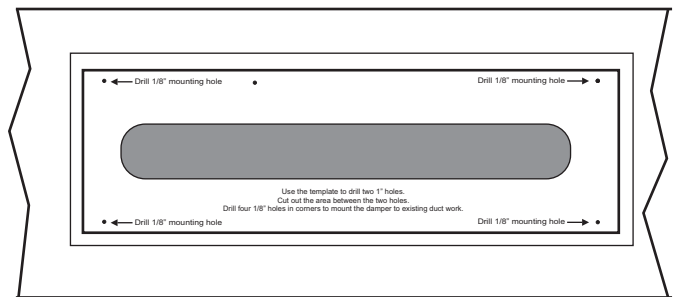 Drill 1/8" mounting hole
Drill 1/8" mounting hole
Use the template to drill two 1" holes.
Cut out the area between the two holes.
Drill four 1/8" holes in corners to mount the damper to existing duct work.
Drill 1/8" mounting hole
Drill 1/8" mounting hole